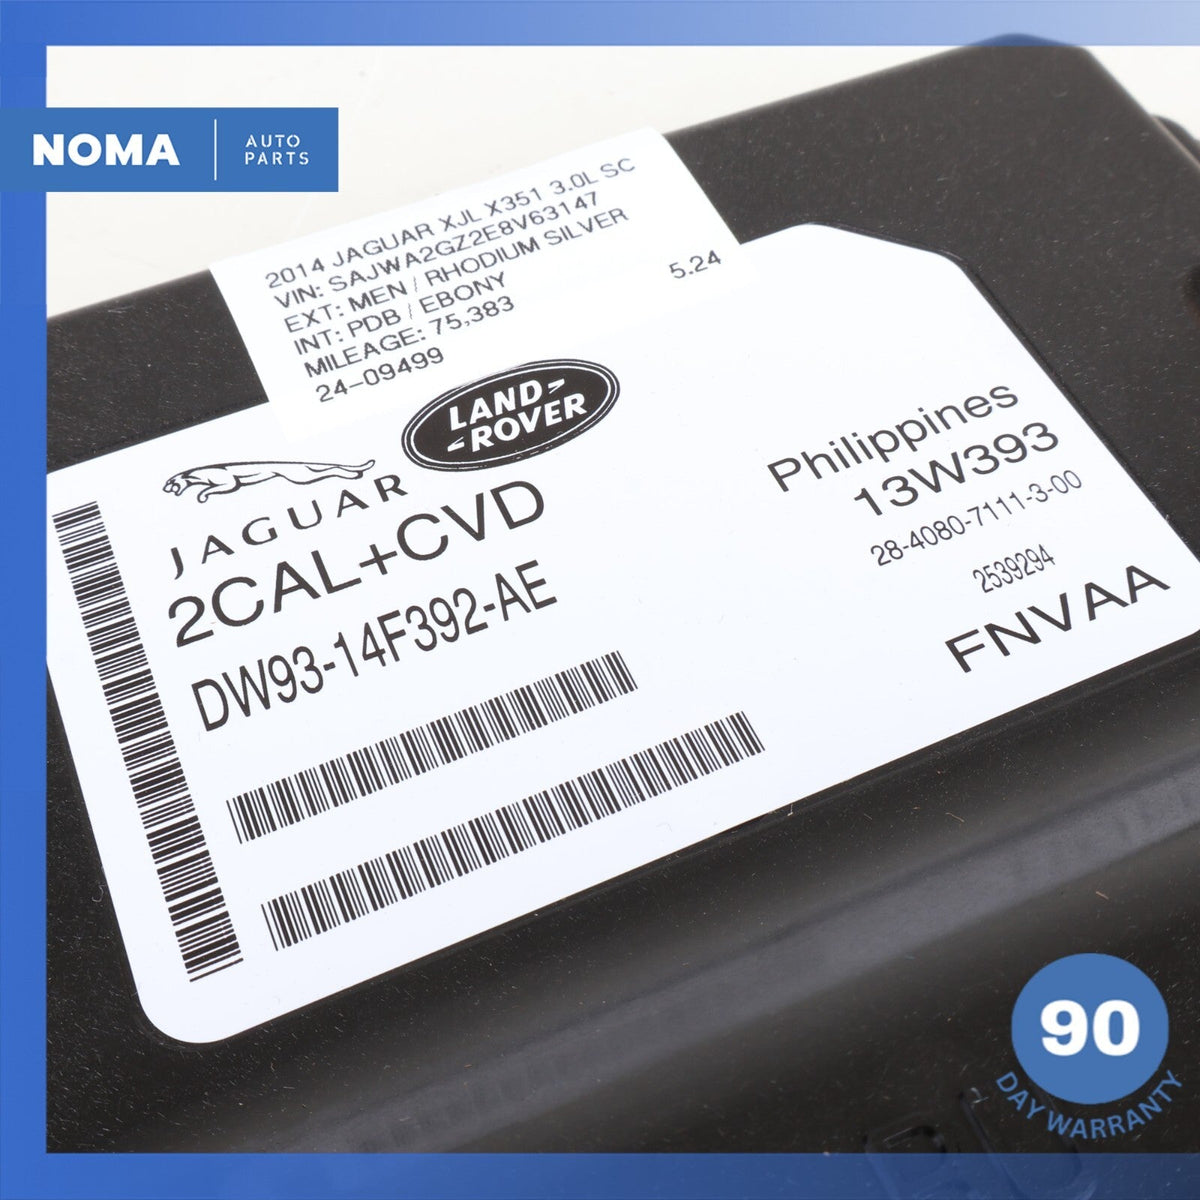 NOMA
AUTO
PARTS
2014 JAGUAR XJL X351 3.0L SC
VIN: SAJWA2GZ2E8V63147
EXT: MEN / RHODIUM SILVER
INT: PDB / EBONY
MILEAGE: 75,383
24-09499
5.24
LAND-
-ROVER
JAGUAR
2CAL+CVD
DW93-14F392-AE
Philippines
13W393
28-4080-7111-3-00
2539294
FNVAA
90
DAY WARRANTY